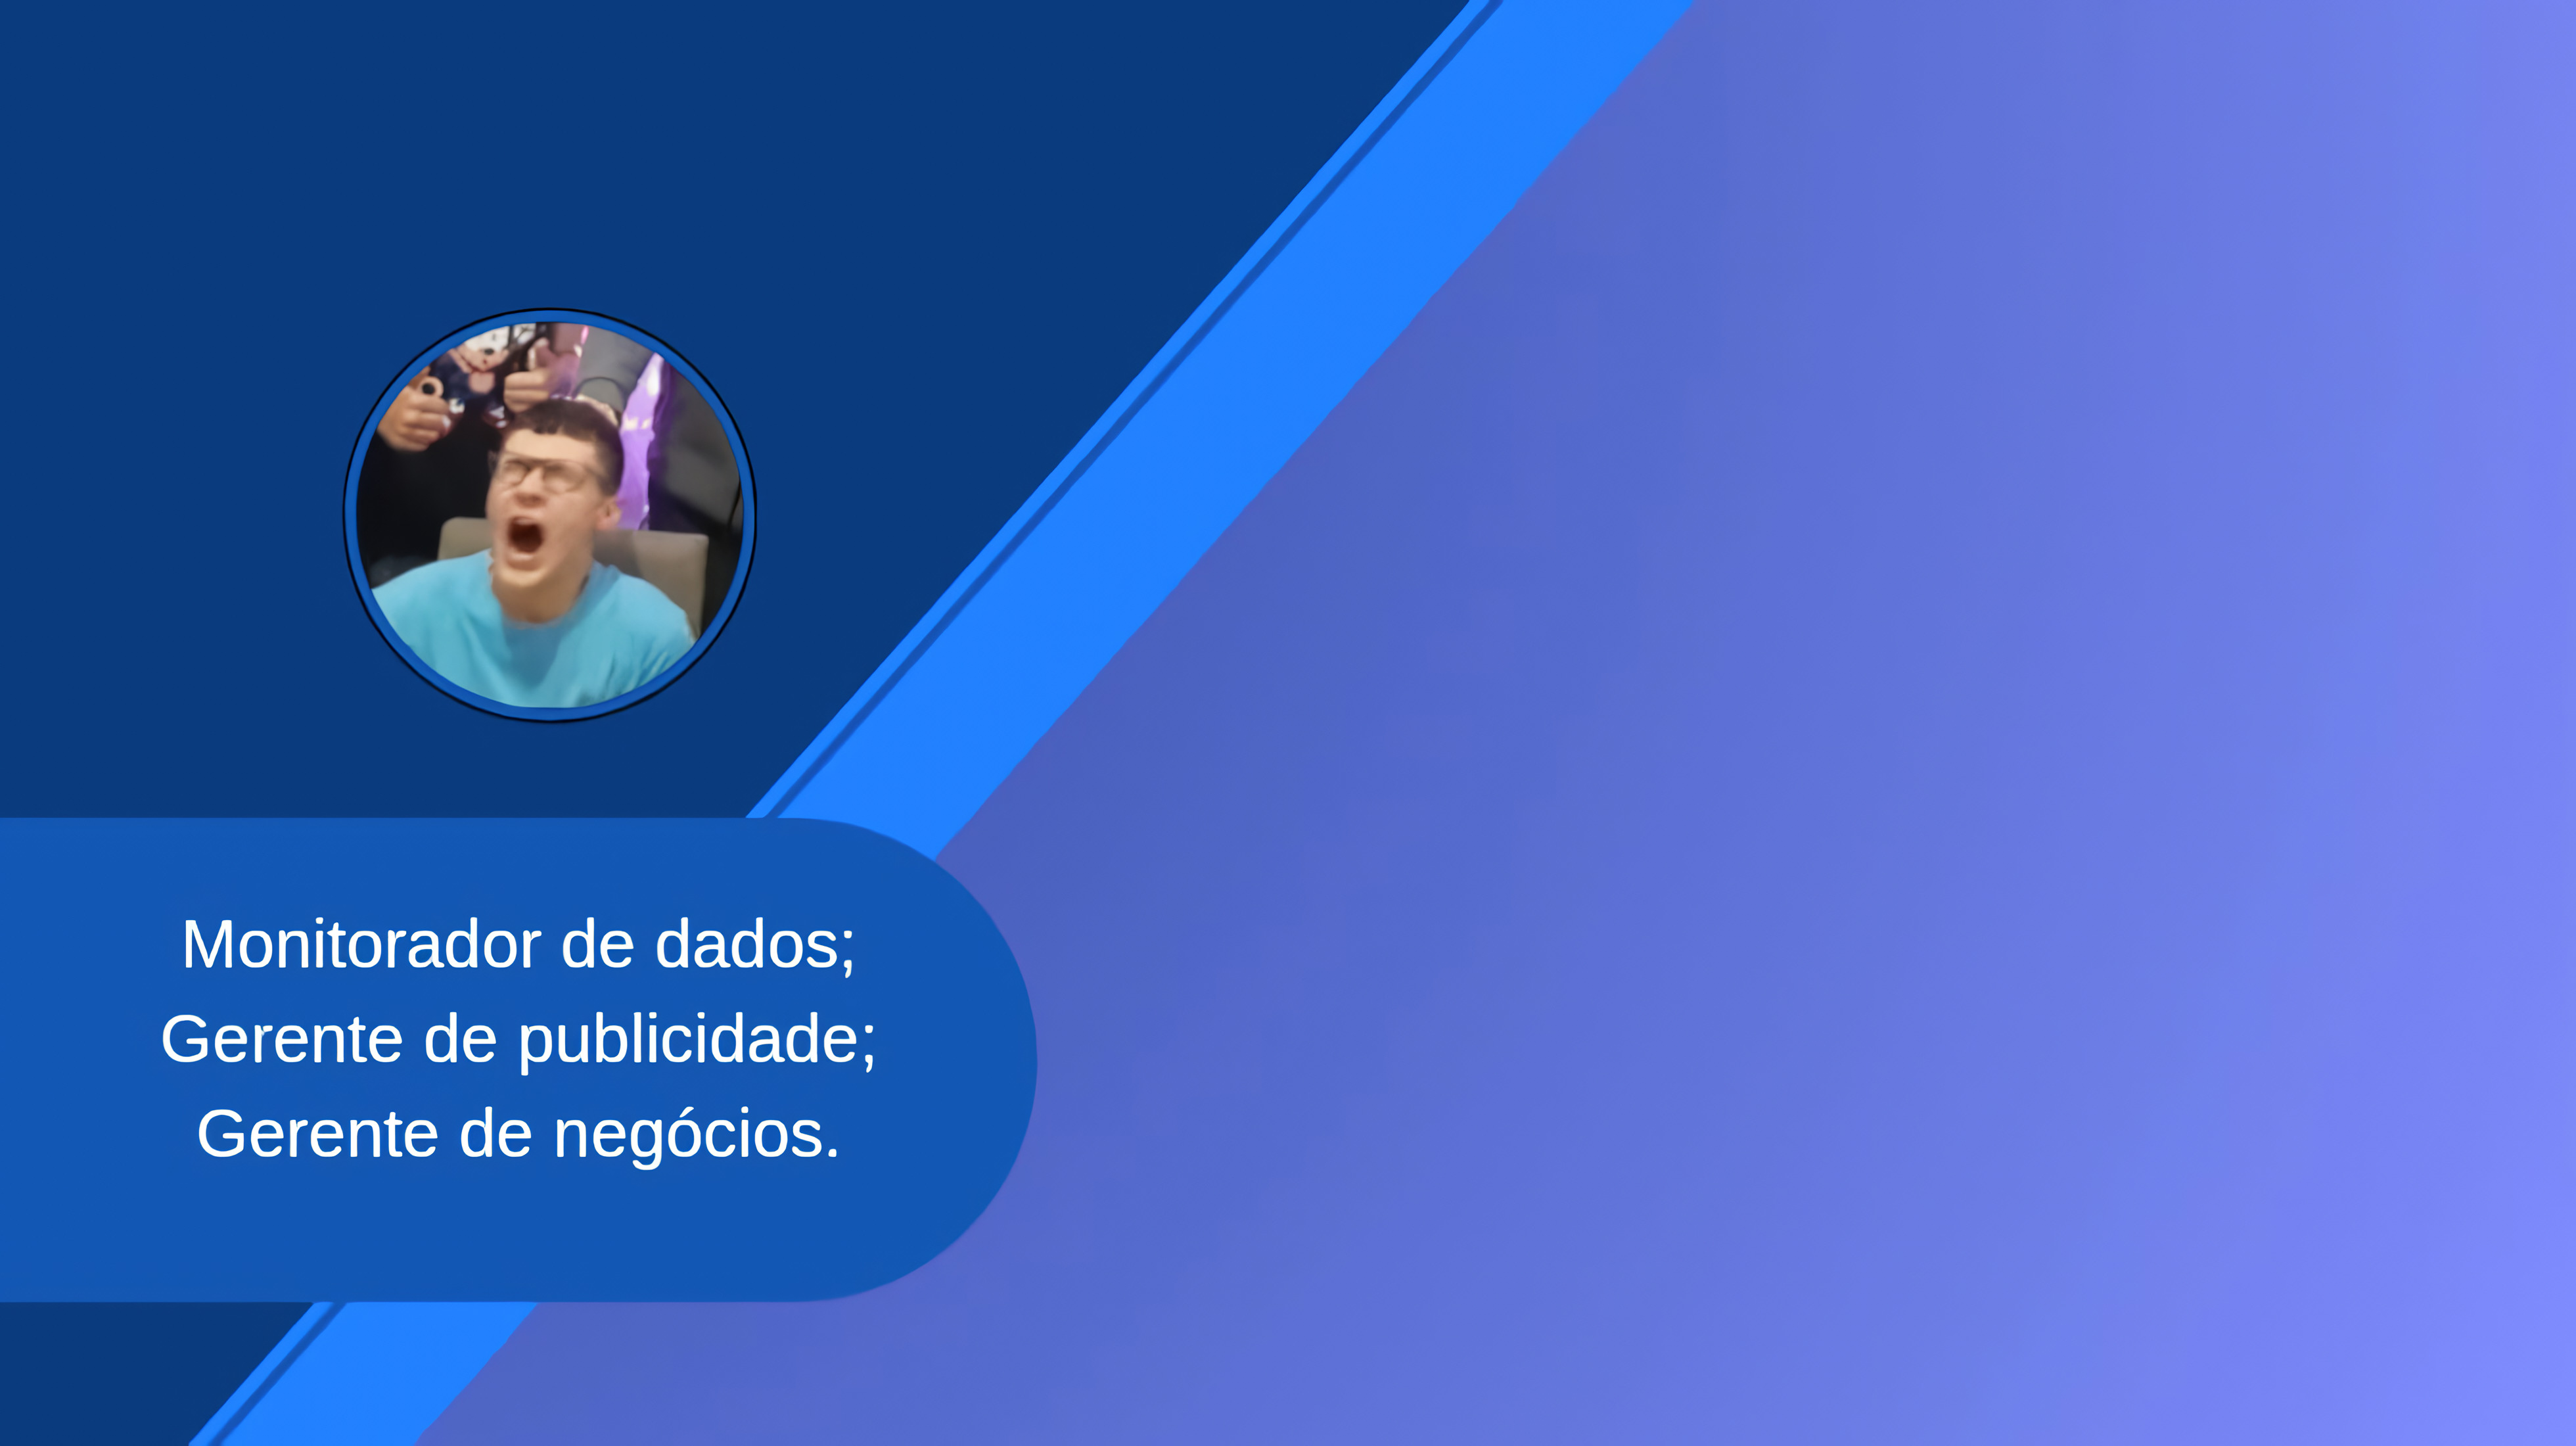 Monitorador de dados;
Gerente de publicidade;
Gerente de negócios.